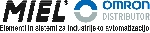 MIEL OMRON
DISTRIBUTOR
Elementi in sistemi za industrijsko avtomatizacijo